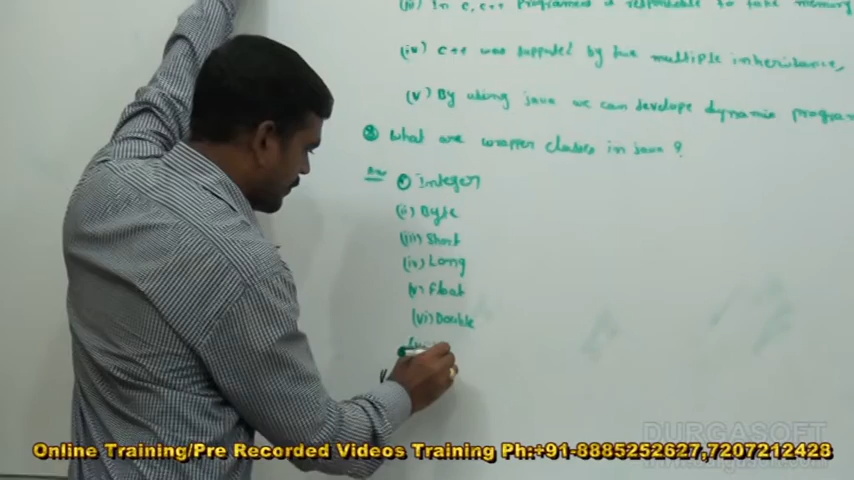 (iii) In c, c++ Programmer is responsible to take memory
(iv) c++ was supported by the multiple inheritance,
(v) By using java we can develope dynamic program
② what are wrapper classes in java ?
Ans (i) Integer
(ii) Byte
(iii) Short
(iv) Long
(v) Float
(vi) Double
DURGASOFT
Online Training/Pre Recorded Videos Training Ph:+91-8885252627,7207212428